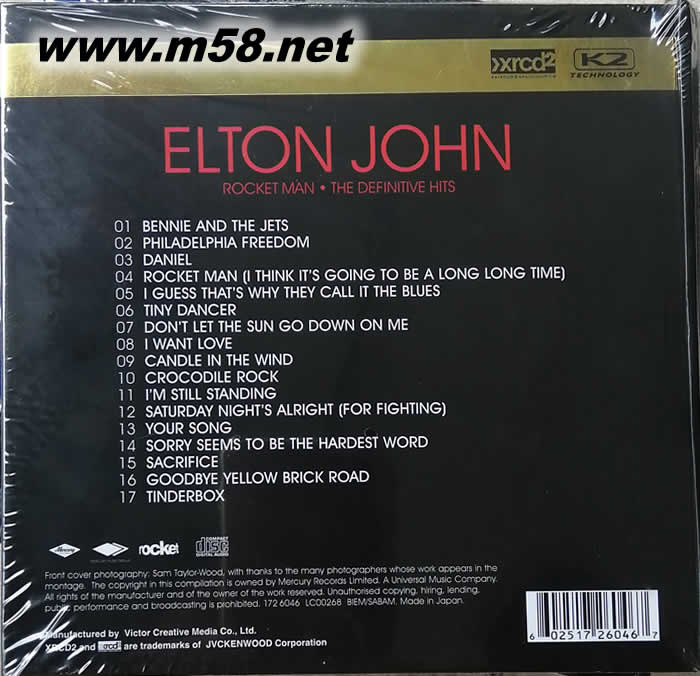 www.m58.net
xrcd2
K2
TECHNOLOGY
ELTON JOHN
ROCKET MAN • THE DEFINITIVE HITS
01 BENNIE AND THE JETS
02 PHILADELPHIA FREEDOM
03 DANIEL
04 ROCKET MAN (I THINK IT'S GOING TO BE A LONG LONG TIME)
05 I GUESS THAT'S WHY THEY CALL IT THE BLUES
06 TINY DANCER
07 DON'T LET THE SUN GO DOWN ON ME
08 I WANT LOVE
09 CANDLE IN THE WIND
10 CROCODILE ROCK
11 I'M STILL STANDING
12 SATURDAY NIGHT'S ALRIGHT (FOR FIGHTING)
13 YOUR SONG
14 SORRY SEEMS TO BE THE HARDEST WORD
15 SACRIFICE
16 GOODBYE YELLOW BRICK ROAD
17 TINDERBOX
Mercury rocket COMPACT disc DIGITAL AUDIO
Front cover photography: Sam Taylor-Wood, with thanks to the many photographers whose work appears in the
montage. The copyright in this compilation is owned by Mercury Records Limited. A Universal Music Company.
All rights of the manufacturer and of the owner of the work reserved. Unauthorised copying, hiring, lending,
public performance and broadcasting is prohibited. 172 6046 LC00268 BIEM/SABAM. Made in Japan.
Manufactured by Victor Creative Media Co., Ltd.
XRCD2 and xrcd2 are trademarks of JVCKENWOOD Corporation
6 02517 26046 7